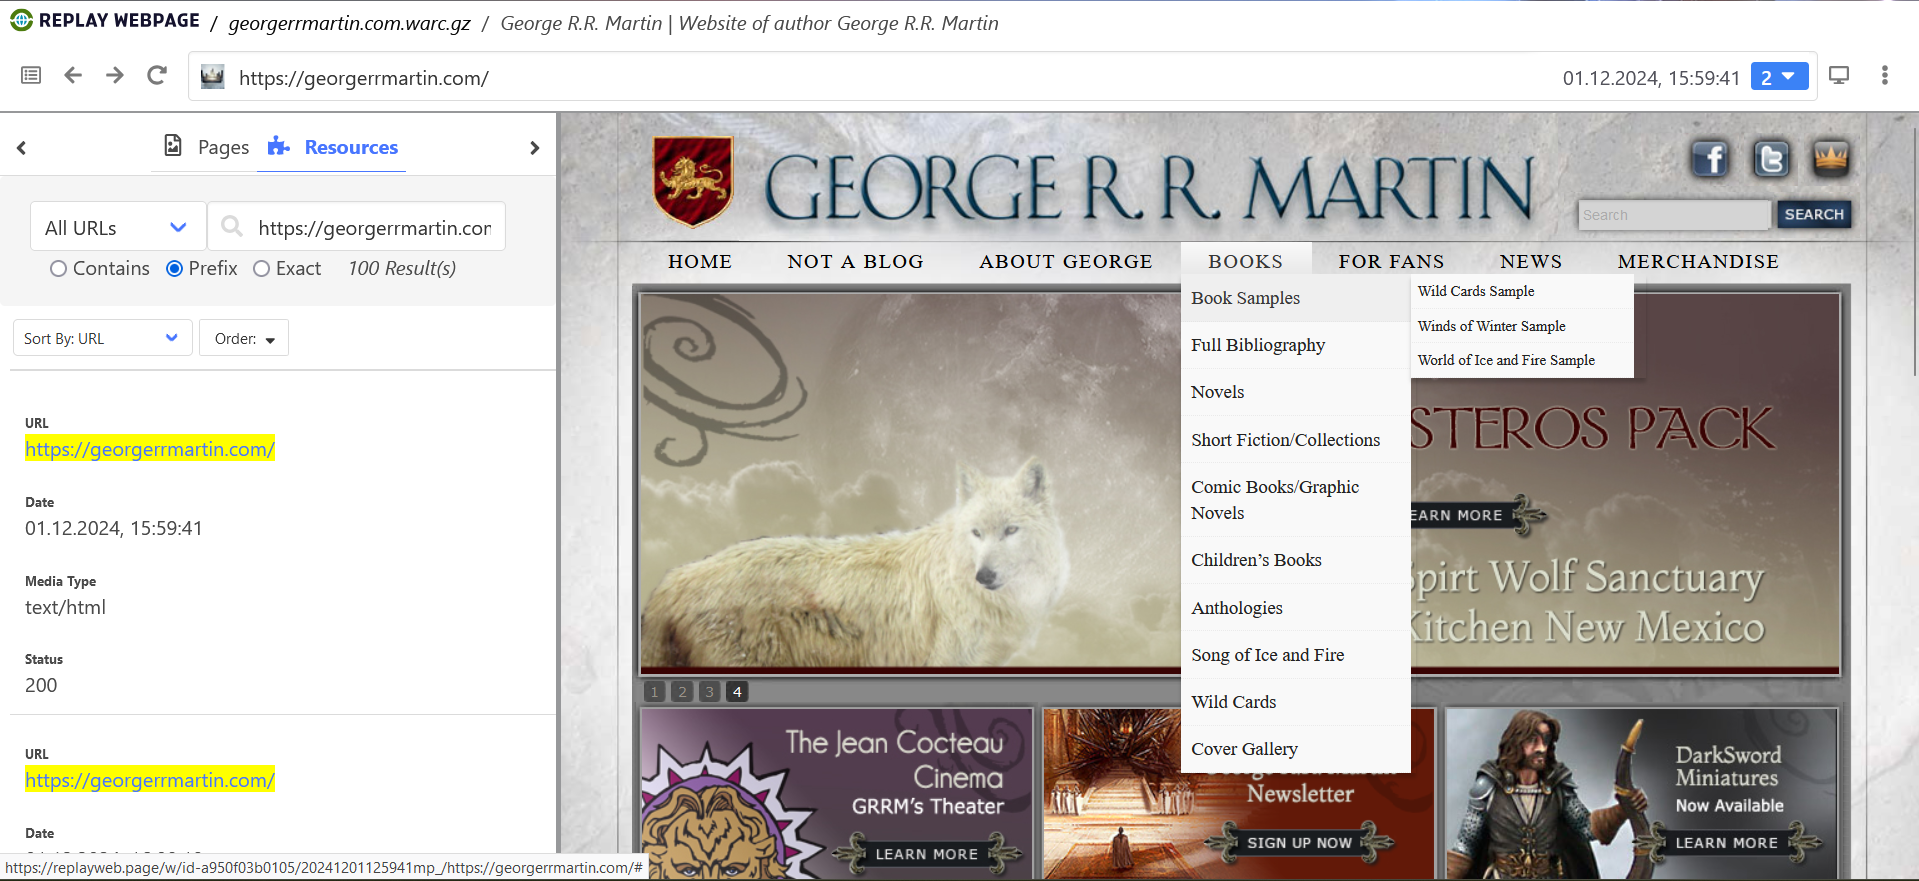 REPLAY WEBPAGE / georgerrmartin.com.warc.gz / George R.R. Martin | Website of author George R.R. Martin
https://georgerrmartin.com/
01.12.2024, 15:59:41
2
Pages
Resources
All URLs
https://georgerrmartin.con
Contains Prefix Exact 100 Result(s)
Sort By: URL
Order:
URL
https://georgerrmartin.com/
Date
01.12.2024, 15:59:41
Media Type
text/html
Status
200
URL
https://georgerrmartin.com/
Date
https://replayweb.page/w/id-a950f03b0105/20241201125941mp_/https://georgerrmartin.com/#
GEORGE R. R. MARTIN
f
t
Search
SEARCH
HOME
NOT A BLOG
ABOUT GEORGE
BOOKS
FOR FANS
NEWS
MERCHANDISE
Book Samples
Full Bibliography
Novels
Short Fiction/Collections
Comic Books/Graphic
Novels
Children's Books
Anthologies
Song of Ice and Fire
Wild Cards
Cover Gallery
Wild Cards Sample
Winds of Winter Sample
World of Ice and Fire Sample
STEROS PACK
EARN MORE
pirt Wolf Sanctuary
Kitchen New Mexico
1 2 3 4
The Jean Cocteau
Cinema
GRRM's Theater
LEARN MORE
Newsletter
SIGN UP NOW
DarkSword
Miniatures
Now Available
LEARN MORE